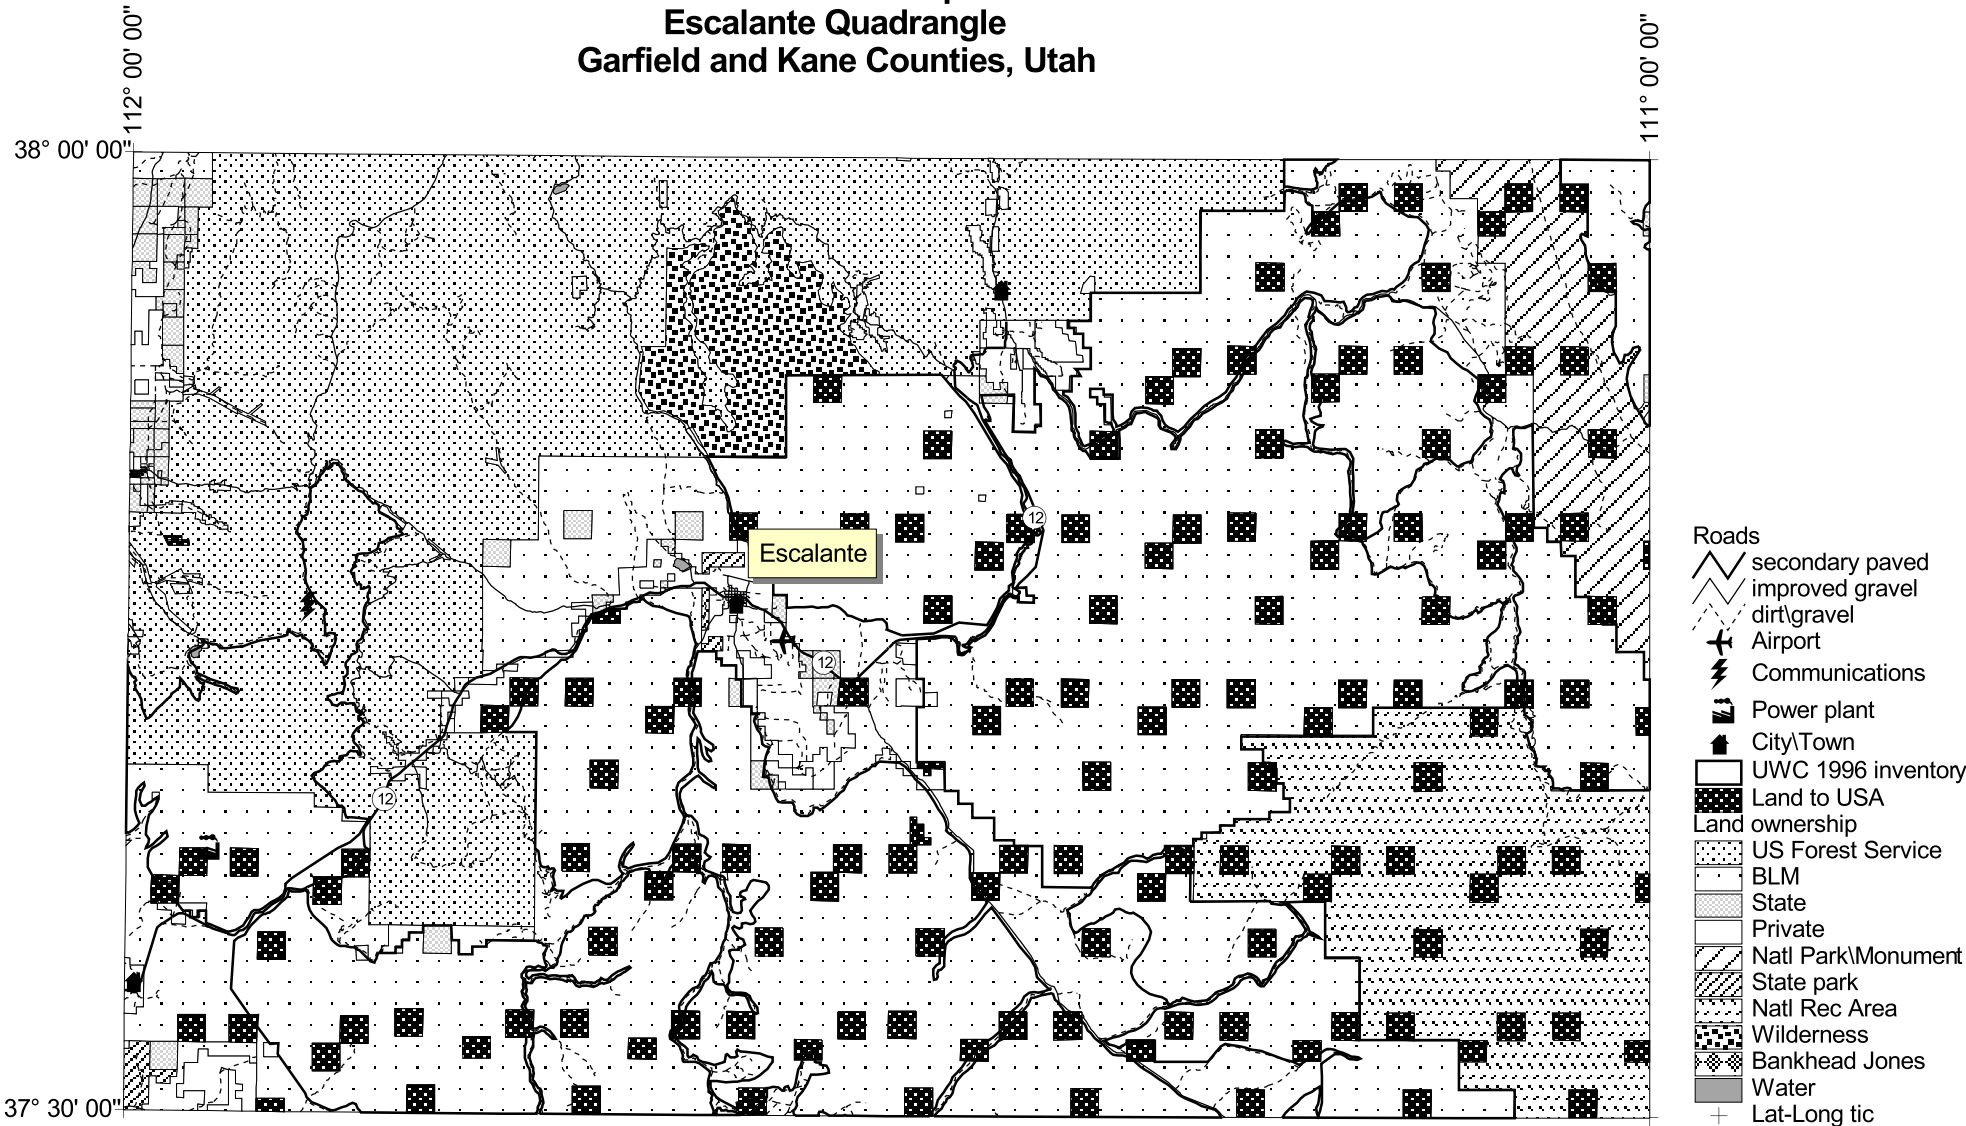 Escalante Quadrangle
Garfield and Kane Counties, Utah
112° 00' 00"
111° 00' 00"
38° 00' 00"
12
Escalante
12
12
37° 30' 00"
Roads
secondary paved
improved gravel
dirt\gravel
Airport
Communications
Power plant
City\Town
UWC 1996 inventory
Land to USA
Land ownership
US Forest Service
BLM
State
Private
Natl Park\Monument
State park
Natl Rec Area
Wilderness
Bankhead Jones
Water
Lat-Long tic